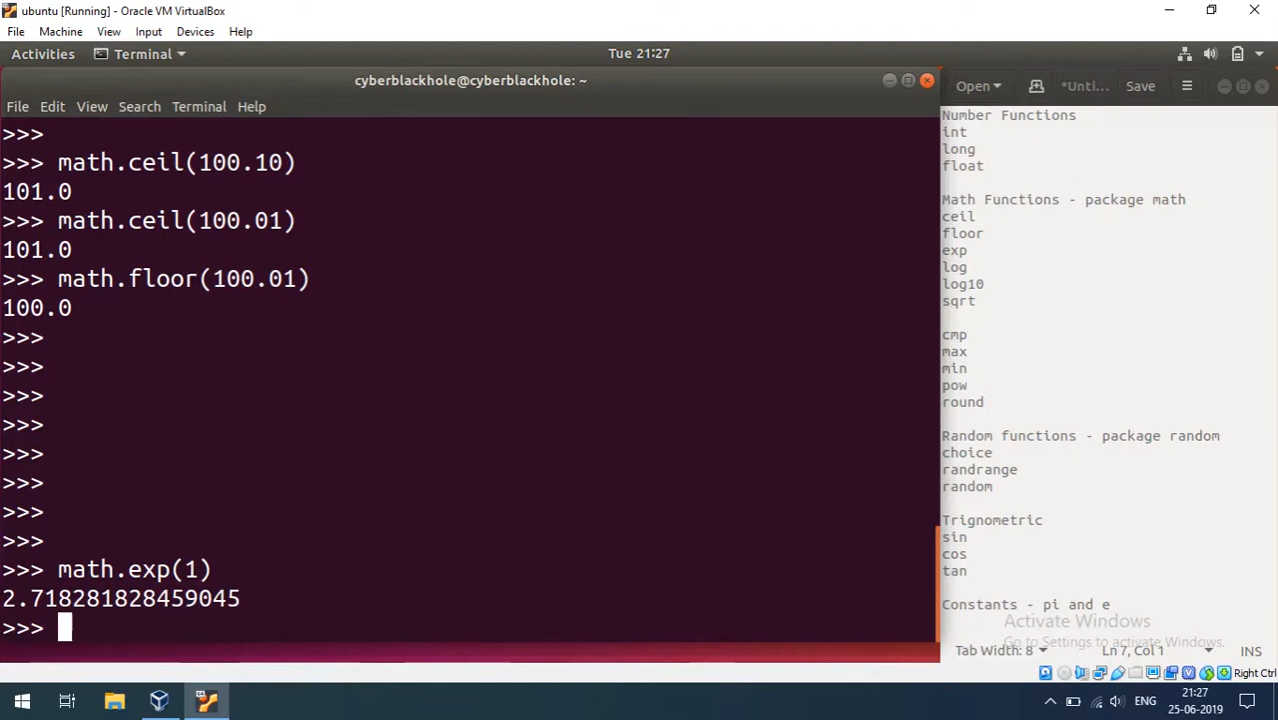 ubuntu [Running] - Oracle VM VirtualBox
File Machine View Input Devices Help
Activities Terminal Tue 21:27
cyberblackhole@cyberblackhole: ~
File Edit View Search Terminal Help
>>>
>>> math.ceil(100.10)
101.0
>>> math.ceil(100.01)
101.0
>>> math.floor(100.01)
100.0
>>>
>>>
>>>
>>>
>>>
>>>
>>>
>>>
>>> math.exp(1)
2.718281828459045
>>>
Open *Unti... Save
Number Functions
int
long
float
Math Functions - package math
ceil
floor
exp
log
log10
sqrt
cmp
max
min
pow
round
Random functions - package random
choice
randrange
random
Trignometric
sin
cos
tan
Constants - pi and e
Activate Windows
Go to Settings to activate Windows.
Tab Width: 8 Ln 7, Col 1 INS
Right Ctrl
ENG 21:27
25-06-2019